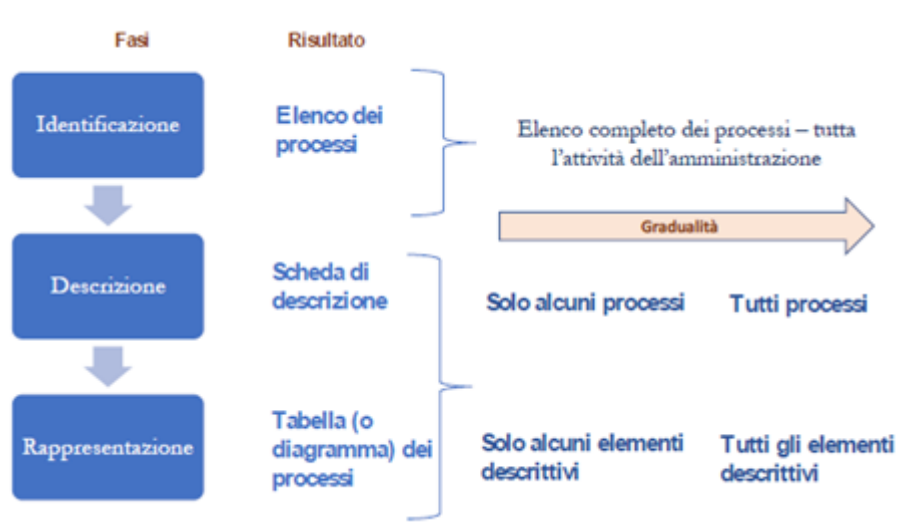 Fasi
Risultato
Identificazione
Elenco dei
processi
Elenco completo dei processi – tutta
l'attività dell'amministrazione
Gradualità
Descrizione
Scheda di
descrizione
Solo alcuni processi
Tutti processi
Rappresentazione
Tabella (o
diagramma) dei
processi
Solo alcuni elementi
descrittivi
Tutti gli elementi
descrittivi